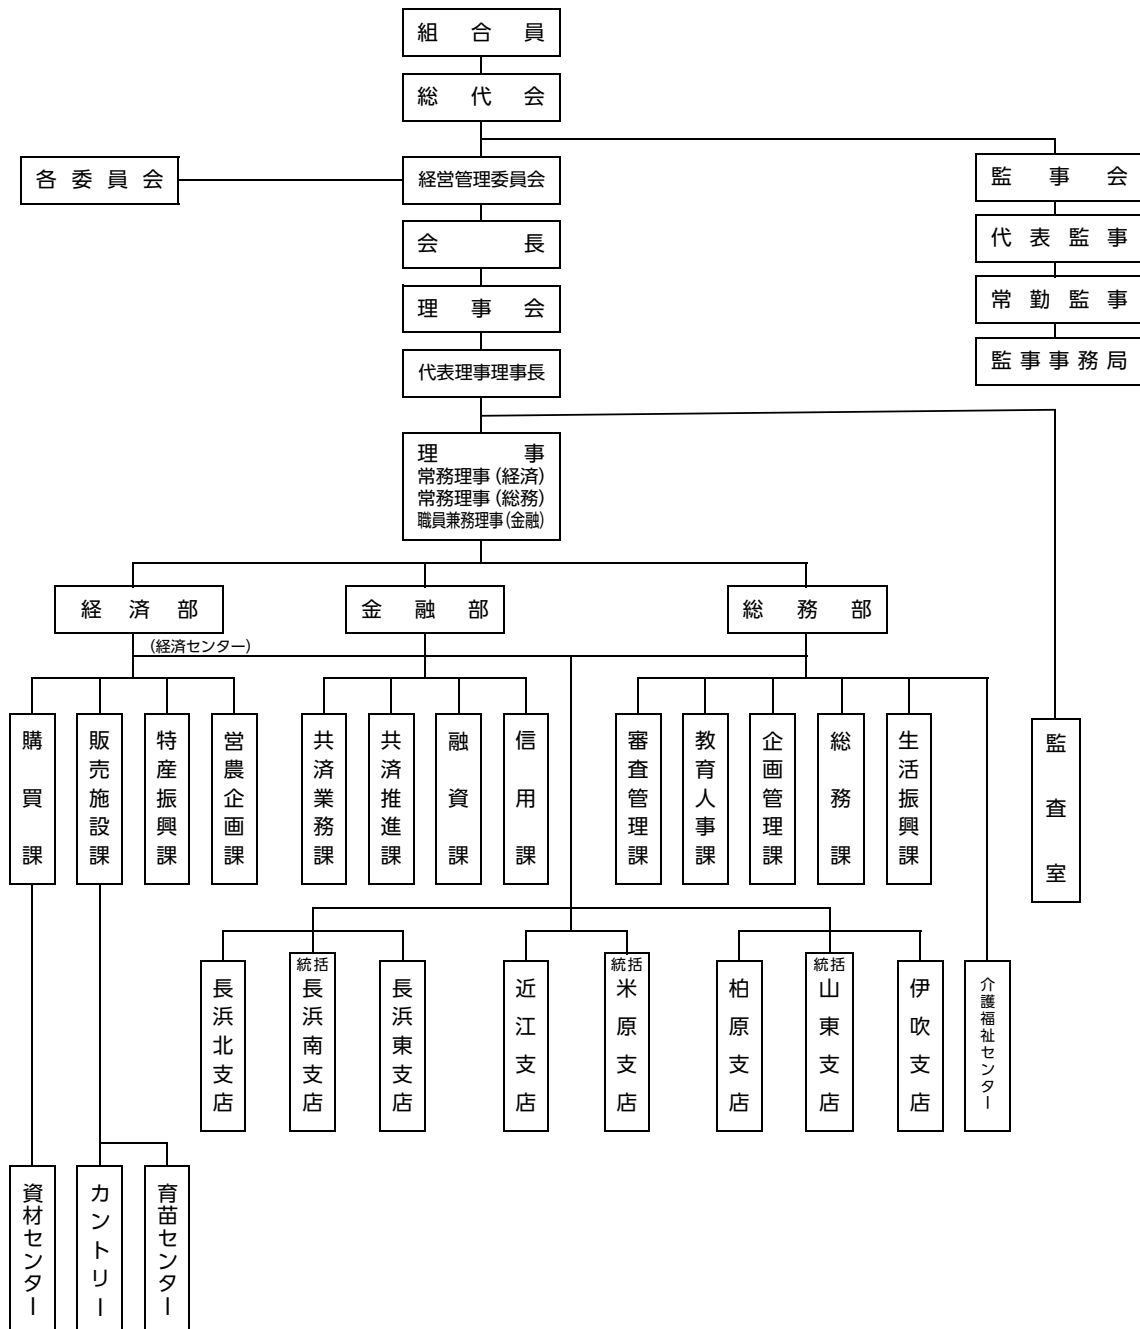 組合員
総代会
各委員会
経営管理委員会
監事会
会長
代表監事
理事会
常勤監事
代表理事理事長
監事事務局
理事
常務理事(経済)
常務理事(総務)
職員兼務理事(金融)
経済部
金融部
総務部
(経済センター)
購買課
販売施設課
特産振興課
営農企画課
共済業務課
共済推進課
融資課
信用課
審査管理課
教育人事課
企画管理課
総務課
生活振興課
監査室
長浜北支店
統括
長浜南支店
長浜東支店
近江支店
統括
米原支店
柏原支店
統括
山東支店
伊吹支店
介護福祉センター
資材センター
カントリー
育苗センター